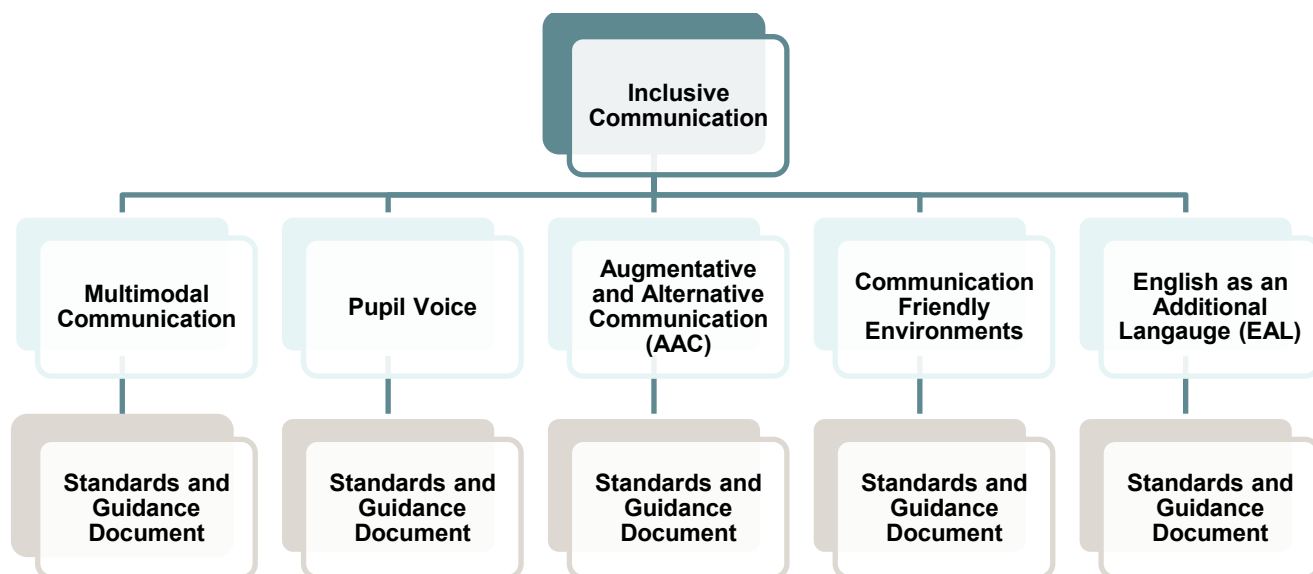 Inclusive
Communication
Multimodal
Communication
Pupil Voice
Augmentative
and Alternative
Communication
(AAC)
Communication
Friendly
Environments
English as an
Additional
Langauge (EAL)
Standards and
Guidance
Document
Standards and
Guidance
Document
Standards and
Guidance
Document
Standards and
Guidance
Document
Standards and
Guidance
Document